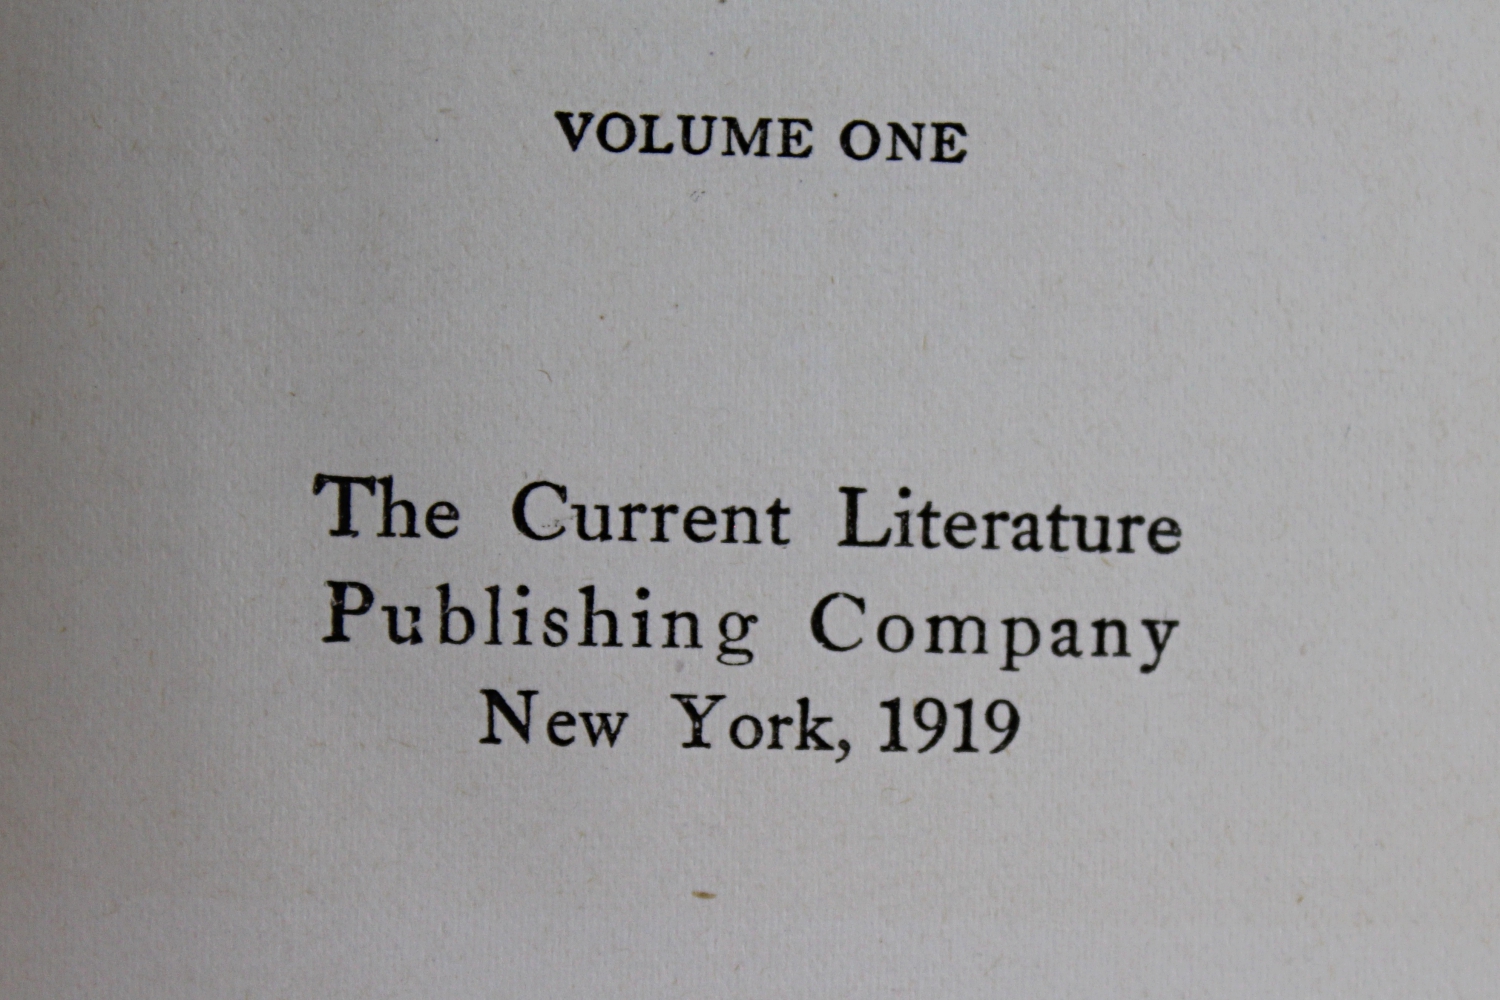 VOLUME ONE
The Current Literature
Publishing Company
New York, 1919